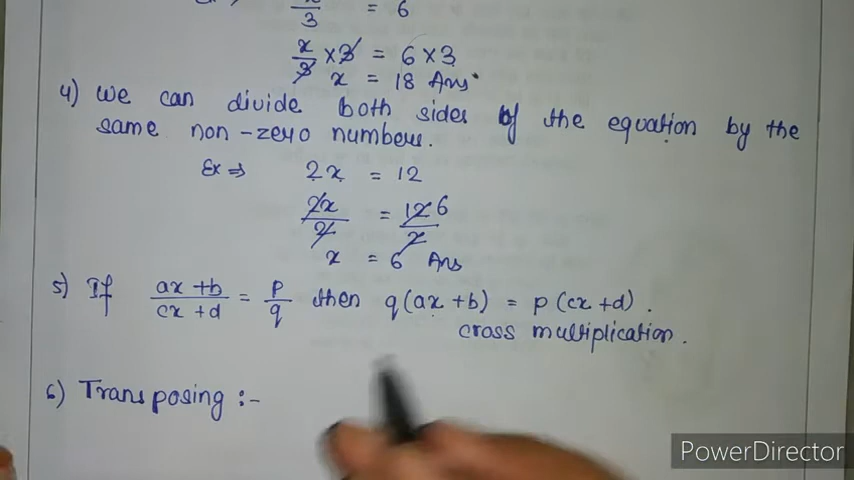 x/3 = 6
x/3 × 3 = 6 × 3
x = 18 Ans
4) We can divide both sides of the equation by the
same non-zero numbers.
Ex ⇒ 2x = 12
2x/2 = 12/2 6
x = 6 Ans
5) If (ax + b)/(cx + d) = p/q then q(ax + b) = p(cx + d).
cross multiplication.
6) Transposing :-
PowerDirector